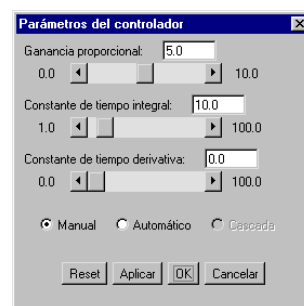 Parámetros del controlador
Ganancia proporcional: 5.0
0.0 10.0
Constante de tiempo integral: 10.0
1.0 100.0
Constante de tiempo derivativa: 0.0
0.0 100.0
Manual Automático Cascada
Reset Aplicar OK Cancelar